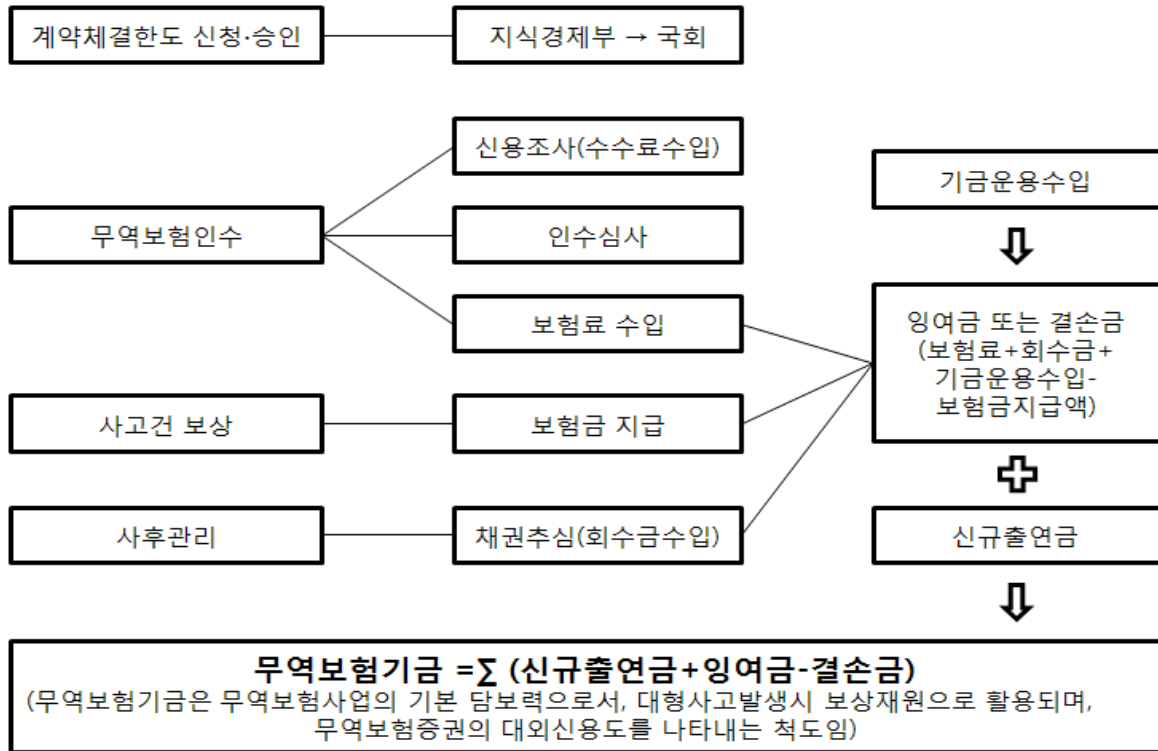 계약체결한도 신청·승인
지식경제부 → 국회
신용조사(수수료수입)
기금운용수입
무역보험인수
인수심사
보험료 수입
잉여금 또는 결손금
(보험료+회수금+
기금운용수입-
보험금지급액)
사고건 보상
보험금 지급
사후관리
채권추심(회수금수입)
신규출연금
무역보험기금 =∑ (신규출연금+잉여금-결손금)
(무역보험기금은 무역보험사업의 기본 담보력으로서, 대형사고발생시 보상재원으로 활용되며,
무역보험증권의 대외신용도를 나타내는 척도임)